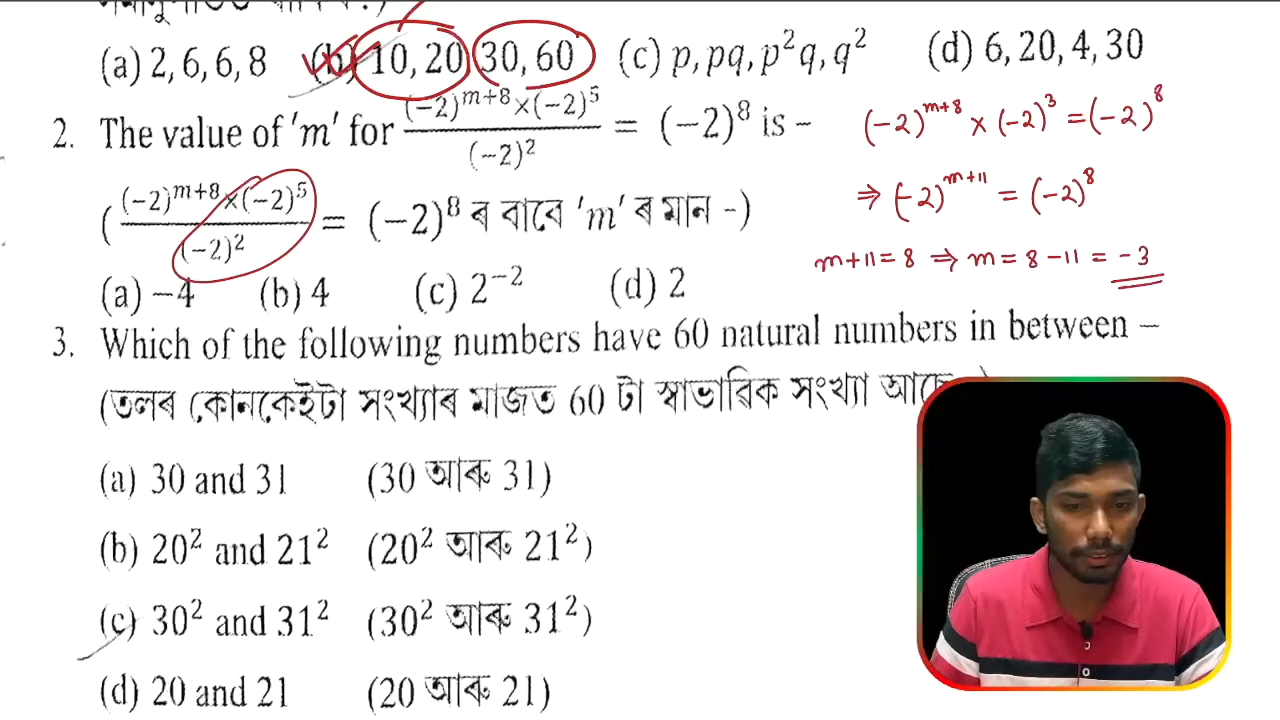 (a) 2, 6, 6, 8 (b) 10, 20 30, 60 (c) p, pq, p²q, q² (d) 6, 20, 4, 30
2. The value of 'm' for \frac{(−2)^{m+8}×(−2)^5}{(−2)^2} = (−2)^8 is −
(\frac{(−2)^{m+8}×(−2)^5}{(−2)^2} = (−2)^8 ৰ বাবে 'm' ৰ মান -)
(a) −4 (b) 4 (c) 2^{−2} (d) 2
(−2)^{m+8} × (−2)^3 = (−2)^8
⇒ (−2)^{m+11} = (−2)^8
m+11 = 8 ⇒ m = 8 − 11 = −3
3. Which of the following numbers have 60 natural numbers in between −
(তলৰ কোনকেইটা সংখ্যাৰ মাজত 60 টা স্বাভাৱিক সংখ্যা
(a) 30 and 31 (30 আৰু 31)
(b) 20² and 21² (20² আৰু 21²)
(c) 30² and 31² (30² আৰু 31²)
(d) 20 and 21 (20 আৰু 21)